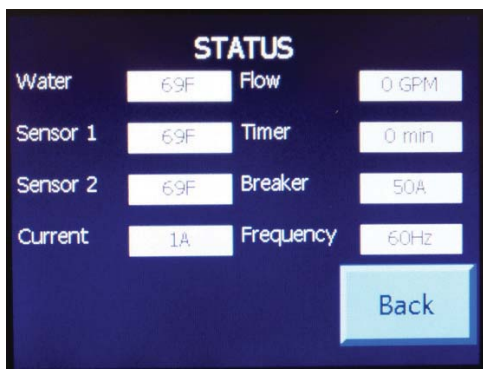 STATUS
Water 69F Flow 0 GPM
Sensor 1 69F Timer 0 min
Sensor 2 69F Breaker 50A
Current 1A Frequency 60Hz
Back